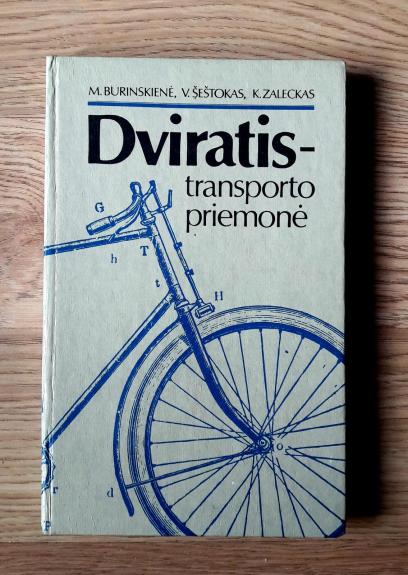 M. BURINSKIENĖ, V. ŠEŠTOKAS, K. ZALECKAS
Dviratis-
transporto
priemonė
G
h
T
t
H
o
d
r
p